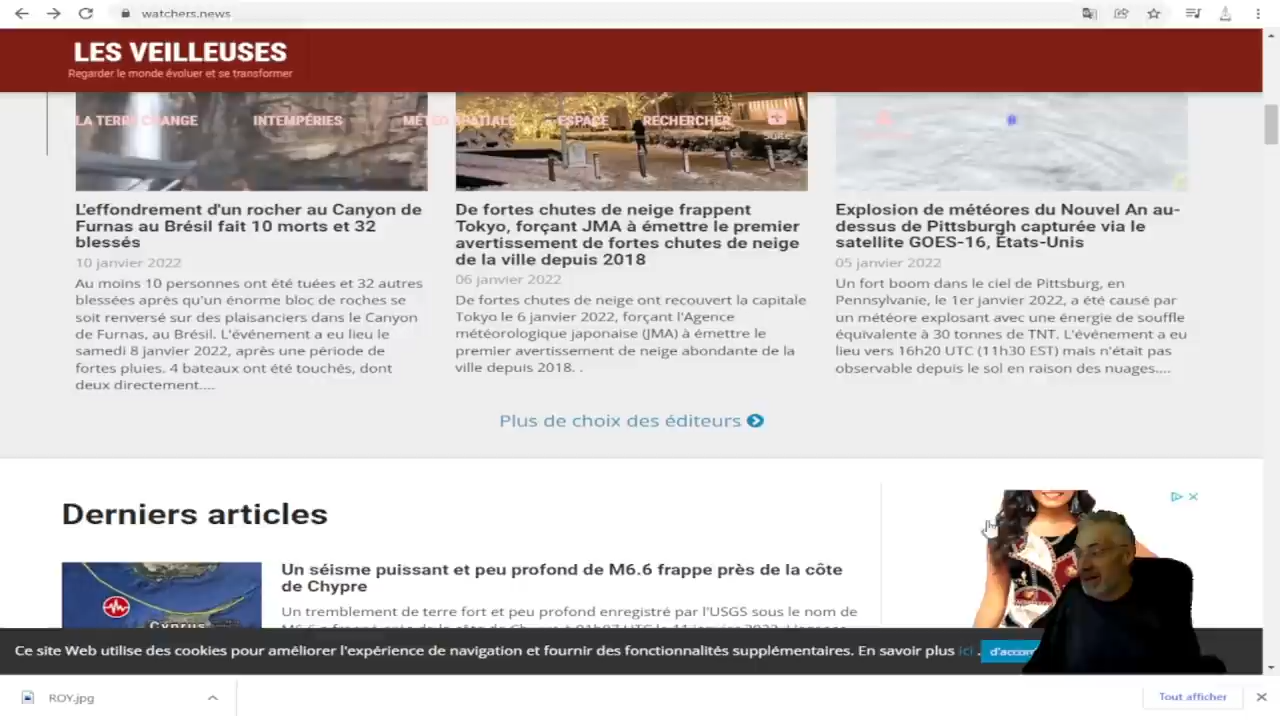 watchers.news
LES VEILLEUSES
Regarder le monde évoluer et se transformer
LA TERRE CHANGE INTEMPÉRIES MÉTÉO SPATIALE ESPACE RECHERCHER
L'effondrement d'un rocher au Canyon de
Furnas au Brésil fait 10 morts et 32
blessés
10 janvier 2022
Au moins 10 personnes ont été tuées et 32 autres
blessées après qu'un énorme bloc de roches se
soit renversé sur des plaisanciers dans le Canyon
de Furnas, au Brésil. L'événement a eu lieu le
samedi 8 janvier 2022, après une période de
fortes pluies. 4 bateaux ont été touchés, dont
deux directement....
De fortes chutes de neige frappent
Tokyo, forçant JMA à émettre le premier
avertissement de fortes chutes de neige
de la ville depuis 2018
06 janvier 2022
De fortes chutes de neige ont recouvert la capitale
Tokyo le 6 janvier 2022, forçant l'Agence
météorologique japonaise (JMA) à émettre le
premier avertissement de neige abondante de la
ville depuis 2018. .
Explosion de météores du Nouvel An au-
dessus de Pittsburgh capturée via le
satellite GOES-16, États-Unis
05 janvier 2022
Un fort boom dans le ciel de Pittsburg, en
Pennsylvanie, le 1er janvier 2022, a été causé par
un météore explosant avec une énergie de souffle
équivalente à 30 tonnes de TNT. L'événement a eu
lieu vers 16h20 UTC (11h30 EST) mais n'était pas
observable depuis le sol en raison des nuages....
Plus de choix des éditeurs
Derniers articles
Cyprus
Un séisme puissant et peu profond de M6.6 frappe près de la côte
de Chypre
Un tremblement de terre fort et peu profond enregistré par l'USGS sous le nom de
Ce site Web utilise des cookies pour améliorer l'expérience de navigation et fournir des fonctionnalités supplémentaires. En savoir plus ici .
ROY.jpg
Tout afficher